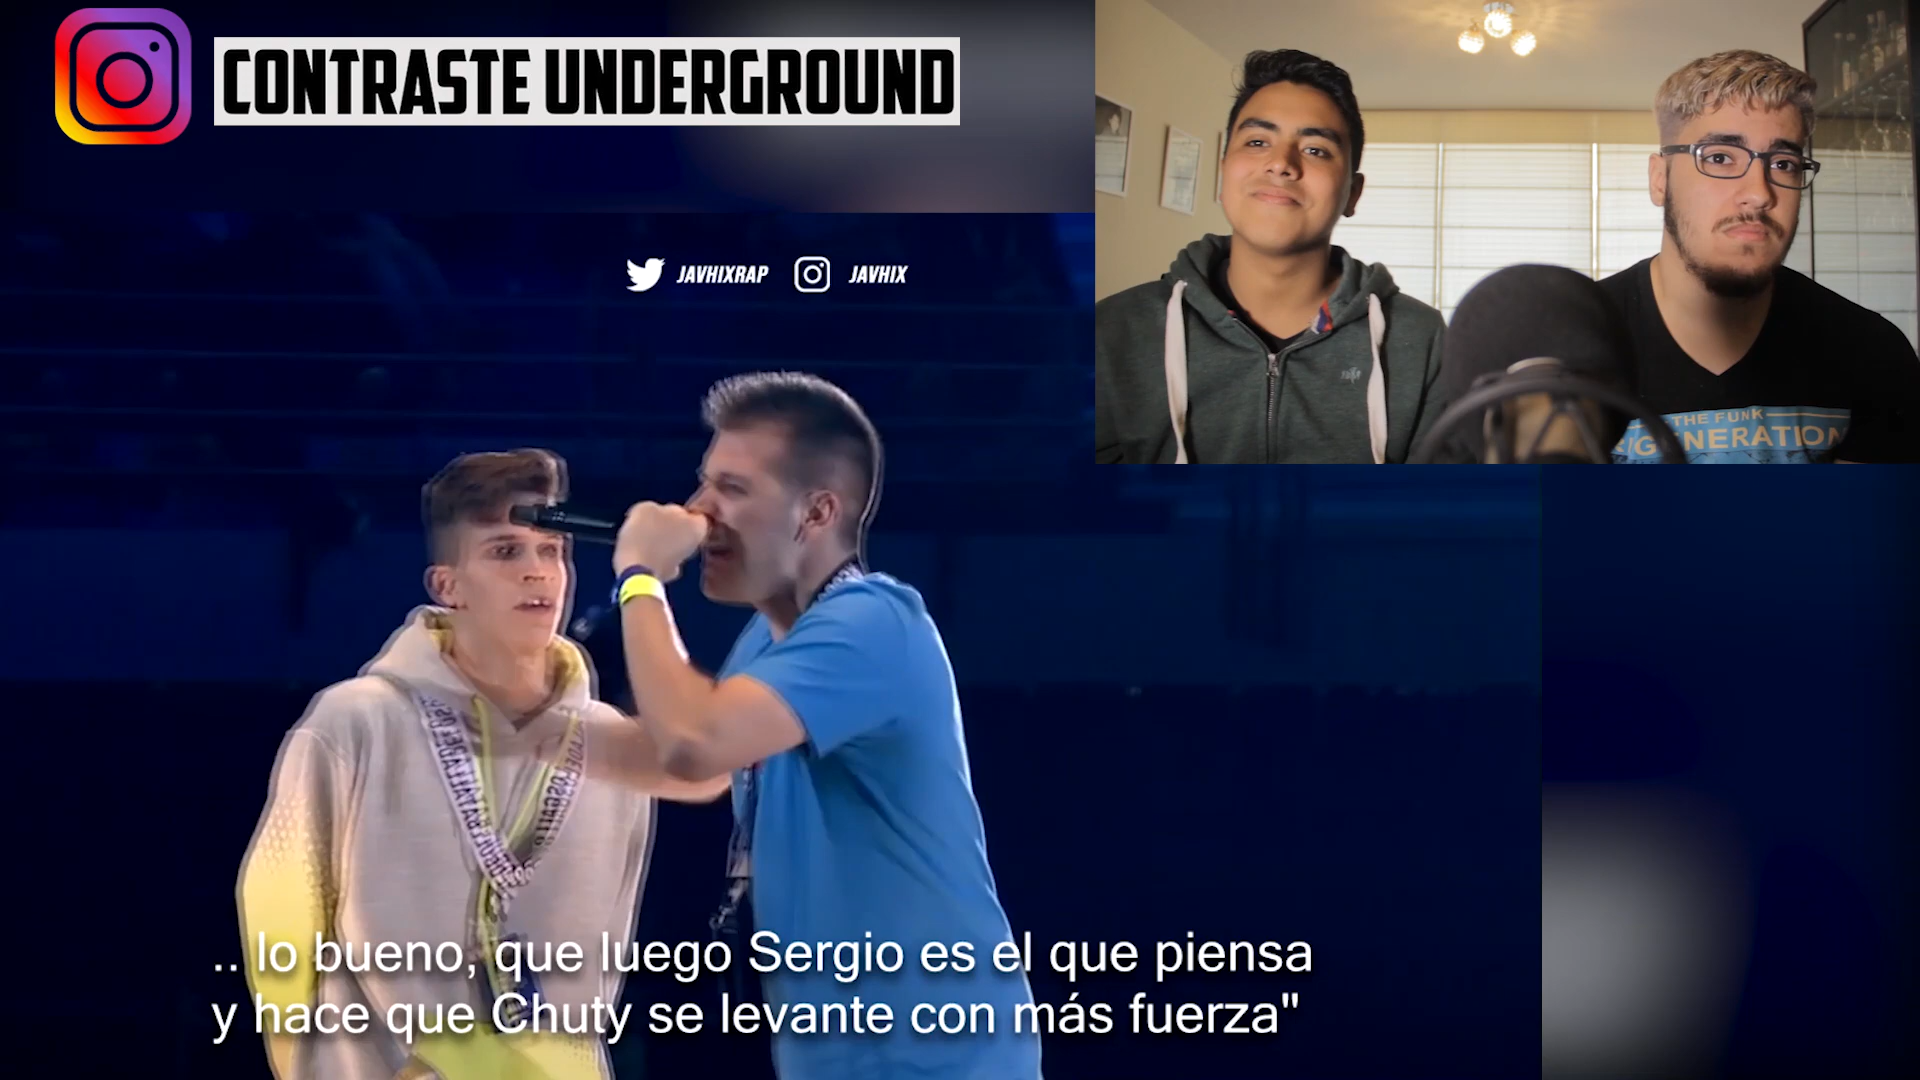 CONTRASTE UNDERGROUND
JAVHIXRAP JAVHIX
THE FUNK
GENERATION
.. lo bueno, que luego Sergio es el que piensa
y hace que Chuty se levante con más fuerza"